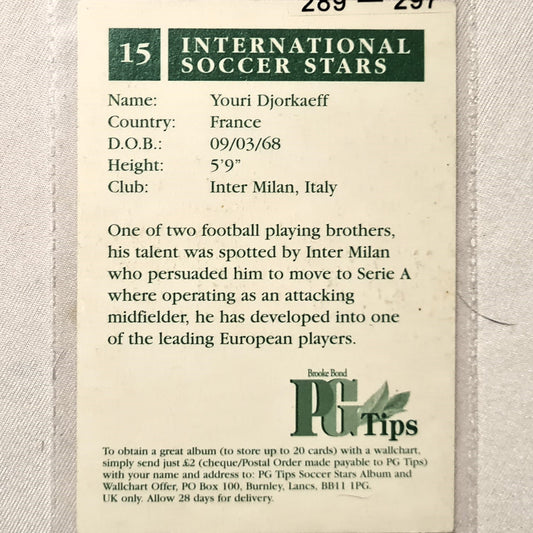 289 — 297
15 INTERNATIONAL
SOCCER STARS
Name: Youri Djorkaeff
Country: France
D.O.B.: 09/03/68
Height: 5'9"
Club: Inter Milan, Italy
One of two football playing brothers,
his talent was spotted by Inter Milan
who persuaded him to move to Serie A
where operating as an attacking
midfielder, he has developed into one
of the leading European players.
Brooke Bond
PG Tips
To obtain a great album (to store up to 20 cards) with a wallchart,
simply send just £2 (cheque/Postal Order made payable to PG Tips)
with your name and address to: PG Tips Soccer Stars Album and
Wallchart Offer, PO Box 100, Burnley, Lancs, BB11 1PG.
UK only. Allow 28 days for delivery.